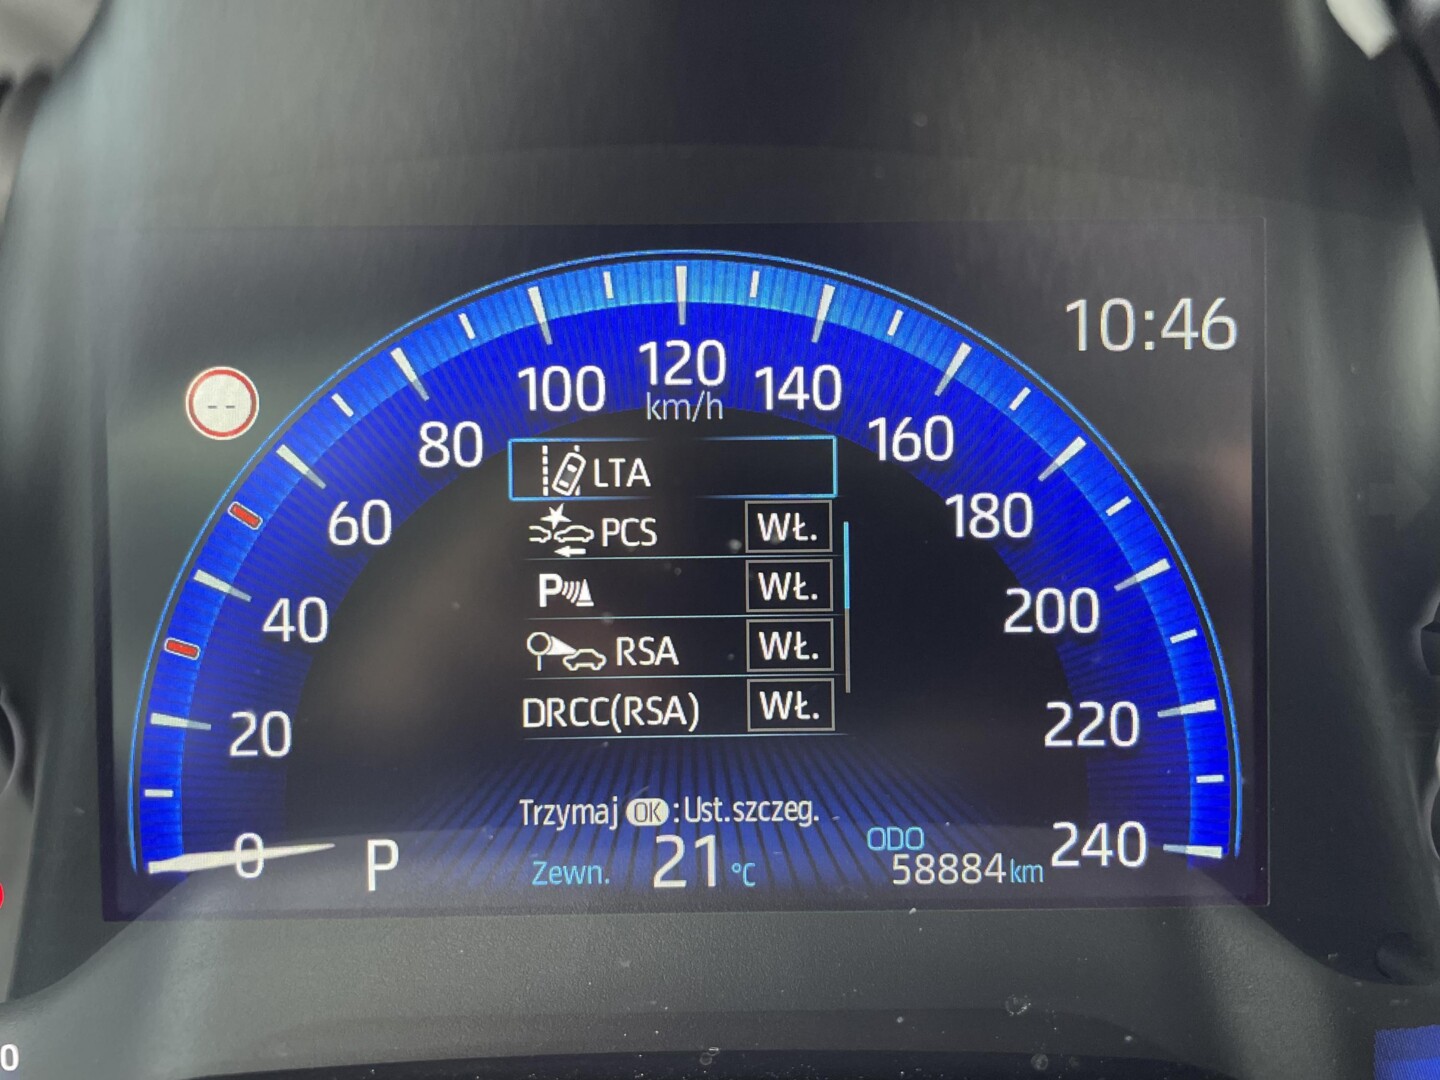 10:46
--
0
20
40
60
80
100
120
km/h
140
160
180
200
220
240
LTA
PCS WŁ.
P WŁ.
RSA WŁ.
DRCC(RSA) WŁ.
Trzymaj OK :Ust.szczeg.
P
Zewn. 21 °C
ODO
58884 km
0